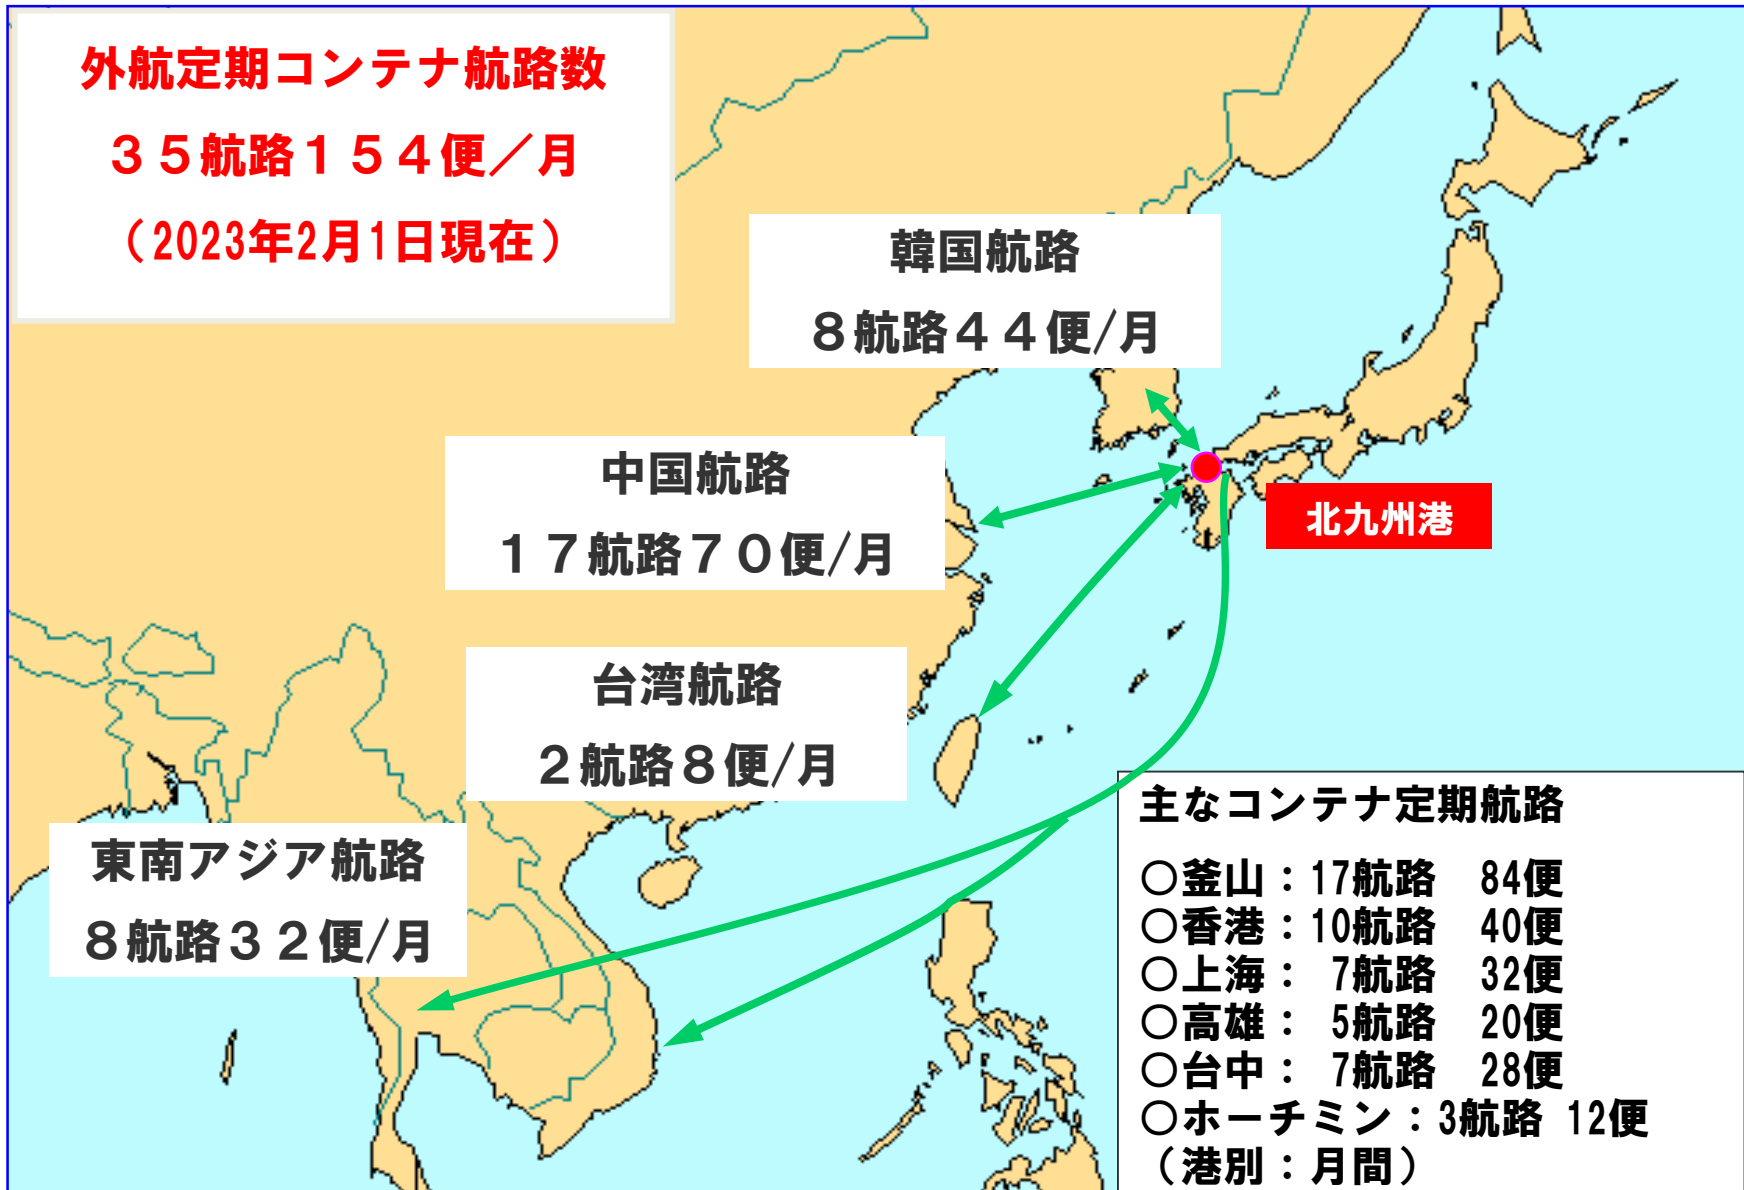 外航定期コンテナ航路数
３５航路１５４便／月
（2023年2月1日現在）
韓国航路
８航路４４便/月
中国航路
１７航路７０便/月
北九州港
台湾航路
２航路８便/月
東南アジア航路
８航路３２便/月
主なコンテナ定期航路
○釜山：17航路　84便
○香港：10航路　40便
○上海： 7航路　32便
○高雄： 5航路　20便
○台中： 7航路　28便
○ホーチミン：3航路 12便
（港別：月間）